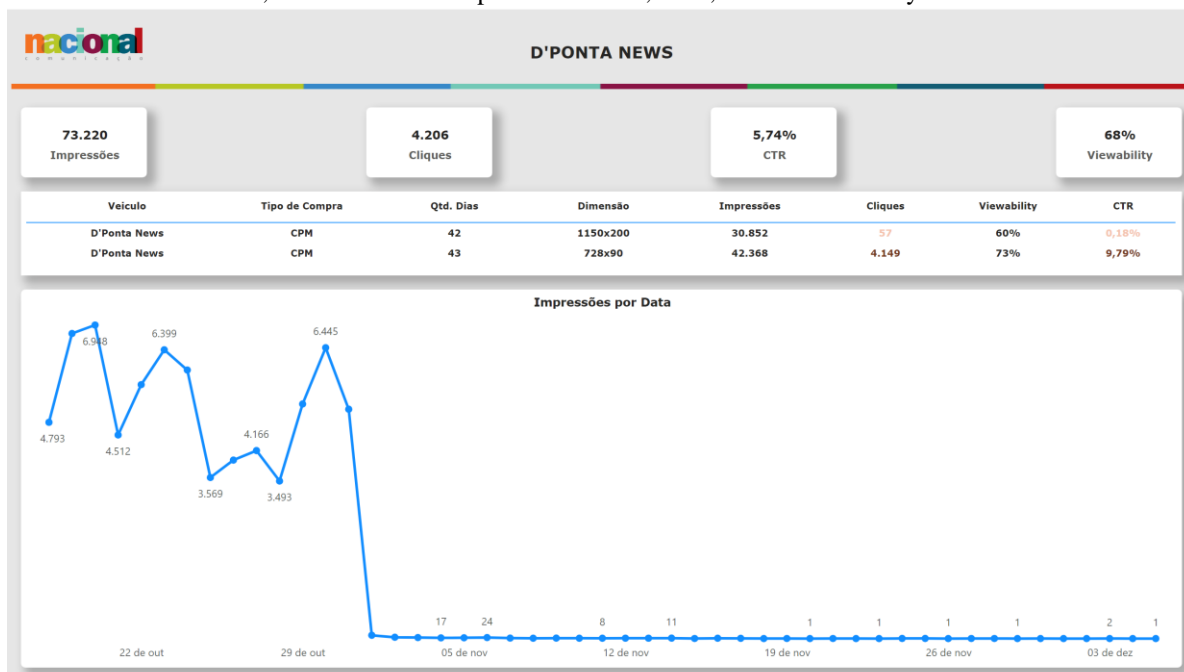 nacional
comunicação
D'PONTA NEWS
73.220
Impressões
4.206
Cliques
5,74%
CTR
68%
Viewability
Veiculo Tipo de Compra Qtd. Dias Dimensão Impressões Cliques Viewability CTR
D'Ponta News CPM 42 1150x200 30.852 57 60% 0,18%
D'Ponta News CPM 43 728x90 42.368 4.149 73% 9,79%
Impressões por Data
4.793
6.948
4.512
6.399
3.569
4.166
3.493
6.445
17 24 8 11 1 1 1 1 2 1
22 de out 29 de out 05 de nov 12 de nov 19 de nov 26 de nov 03 de dez